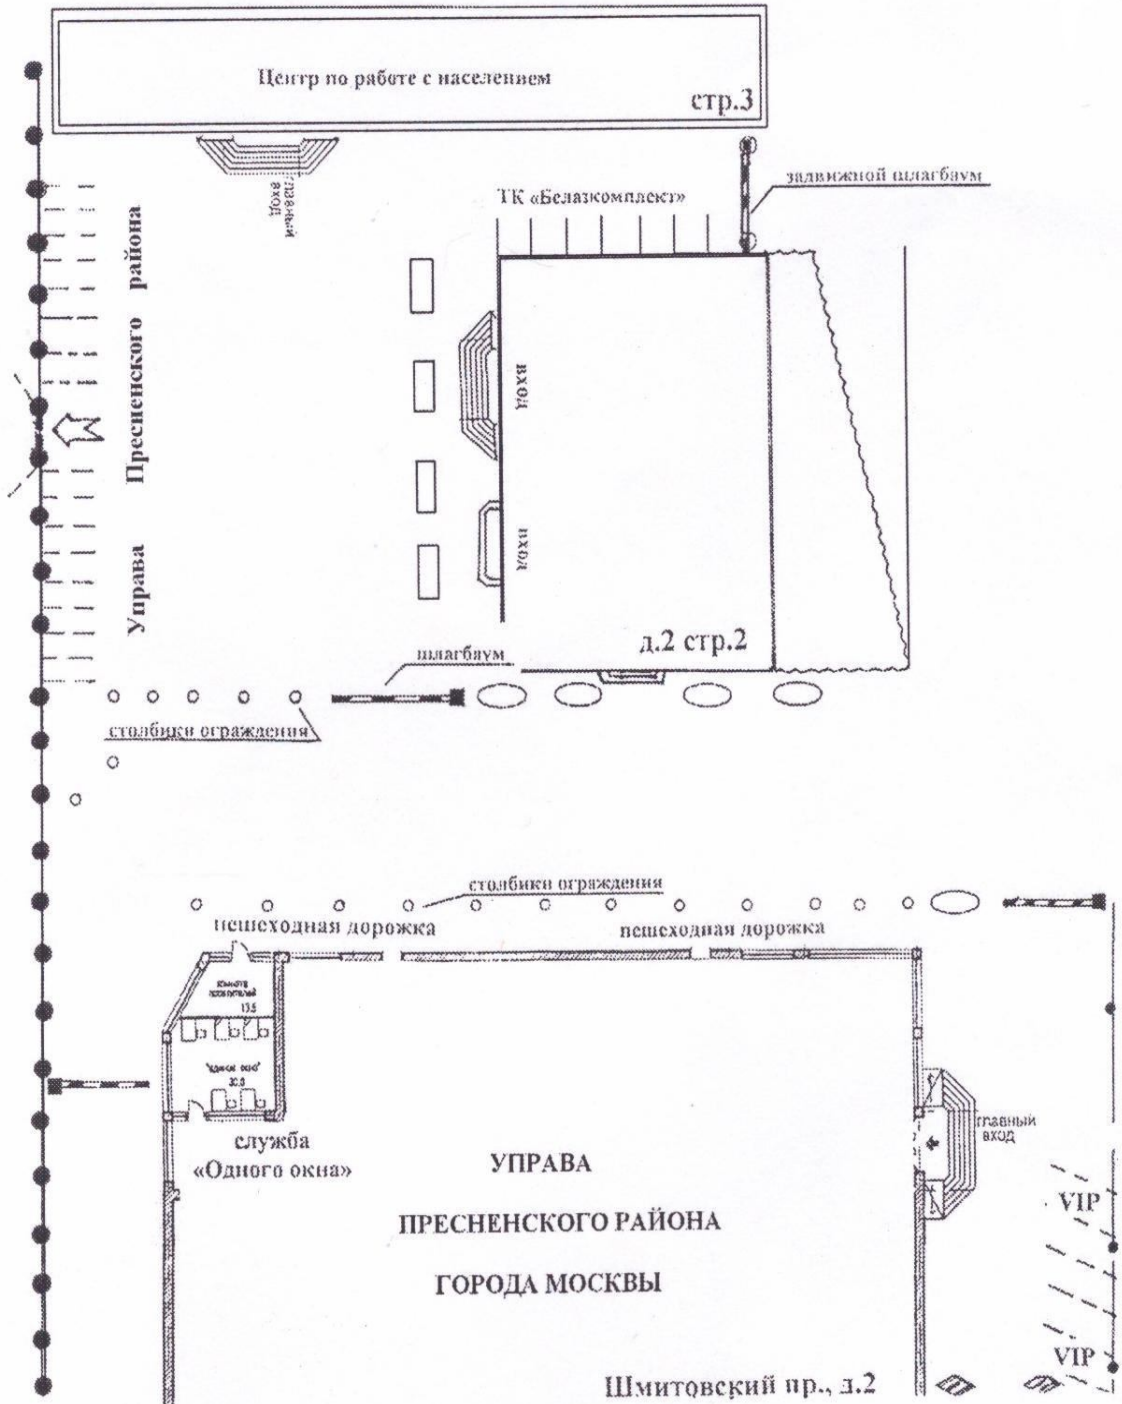 Центр по работе с населением
стр.3
главный
вход
ТК «Белазкомплект»
задвижной шлагбаум
Управа Пресненского района
вход
вход
д.2 стр.2
шлагбаум
столбики ограждения
столбики ограждения
пешеходная дорожка
пешеходная дорожка
13.5
служба
«Одного окна»
главный
вход
УПРАВА
ПРЕСНЕНСКОГО РАЙОНА
ГОРОДА МОСКВЫ
VIP
VIP
Шмитовский пр., д.2